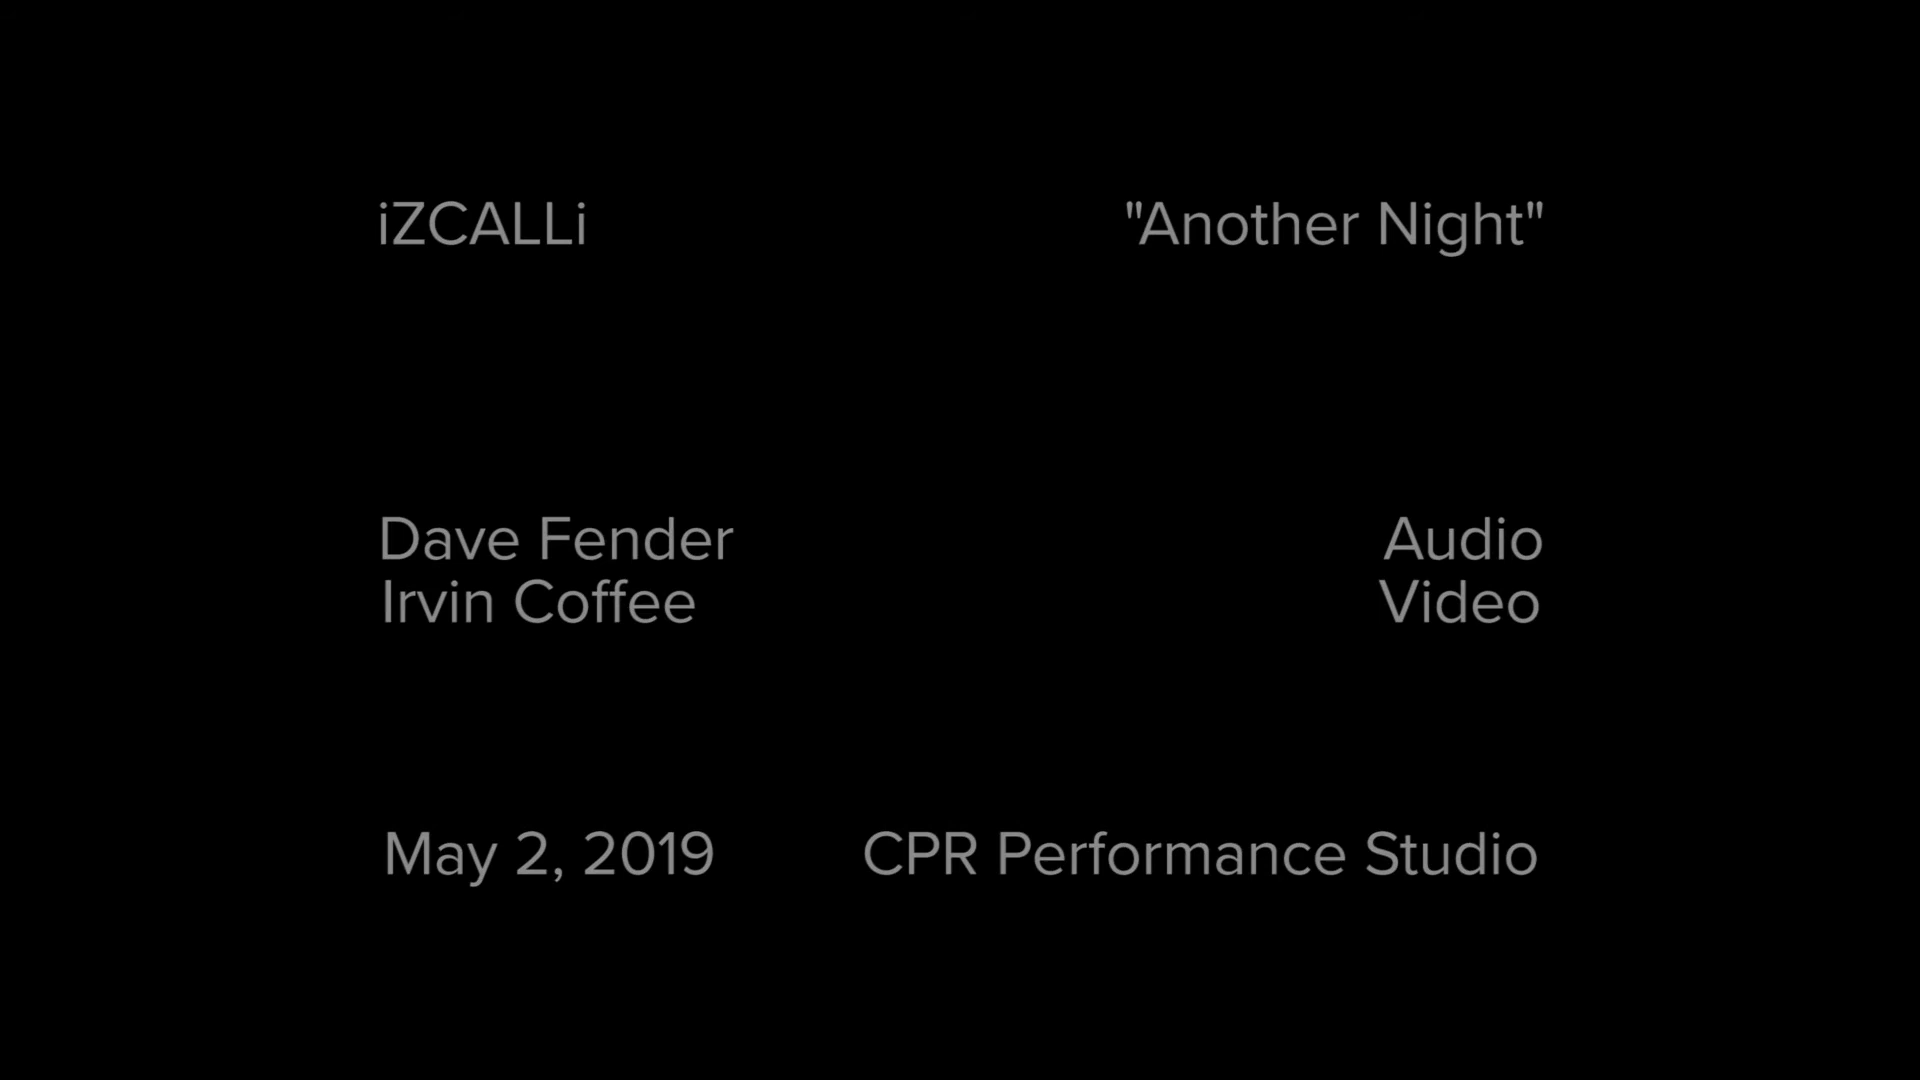 iZCALLi "Another Night"
Dave Fender Audio
Irvin Coffee Video
May 2, 2019 CPR Performance Studio